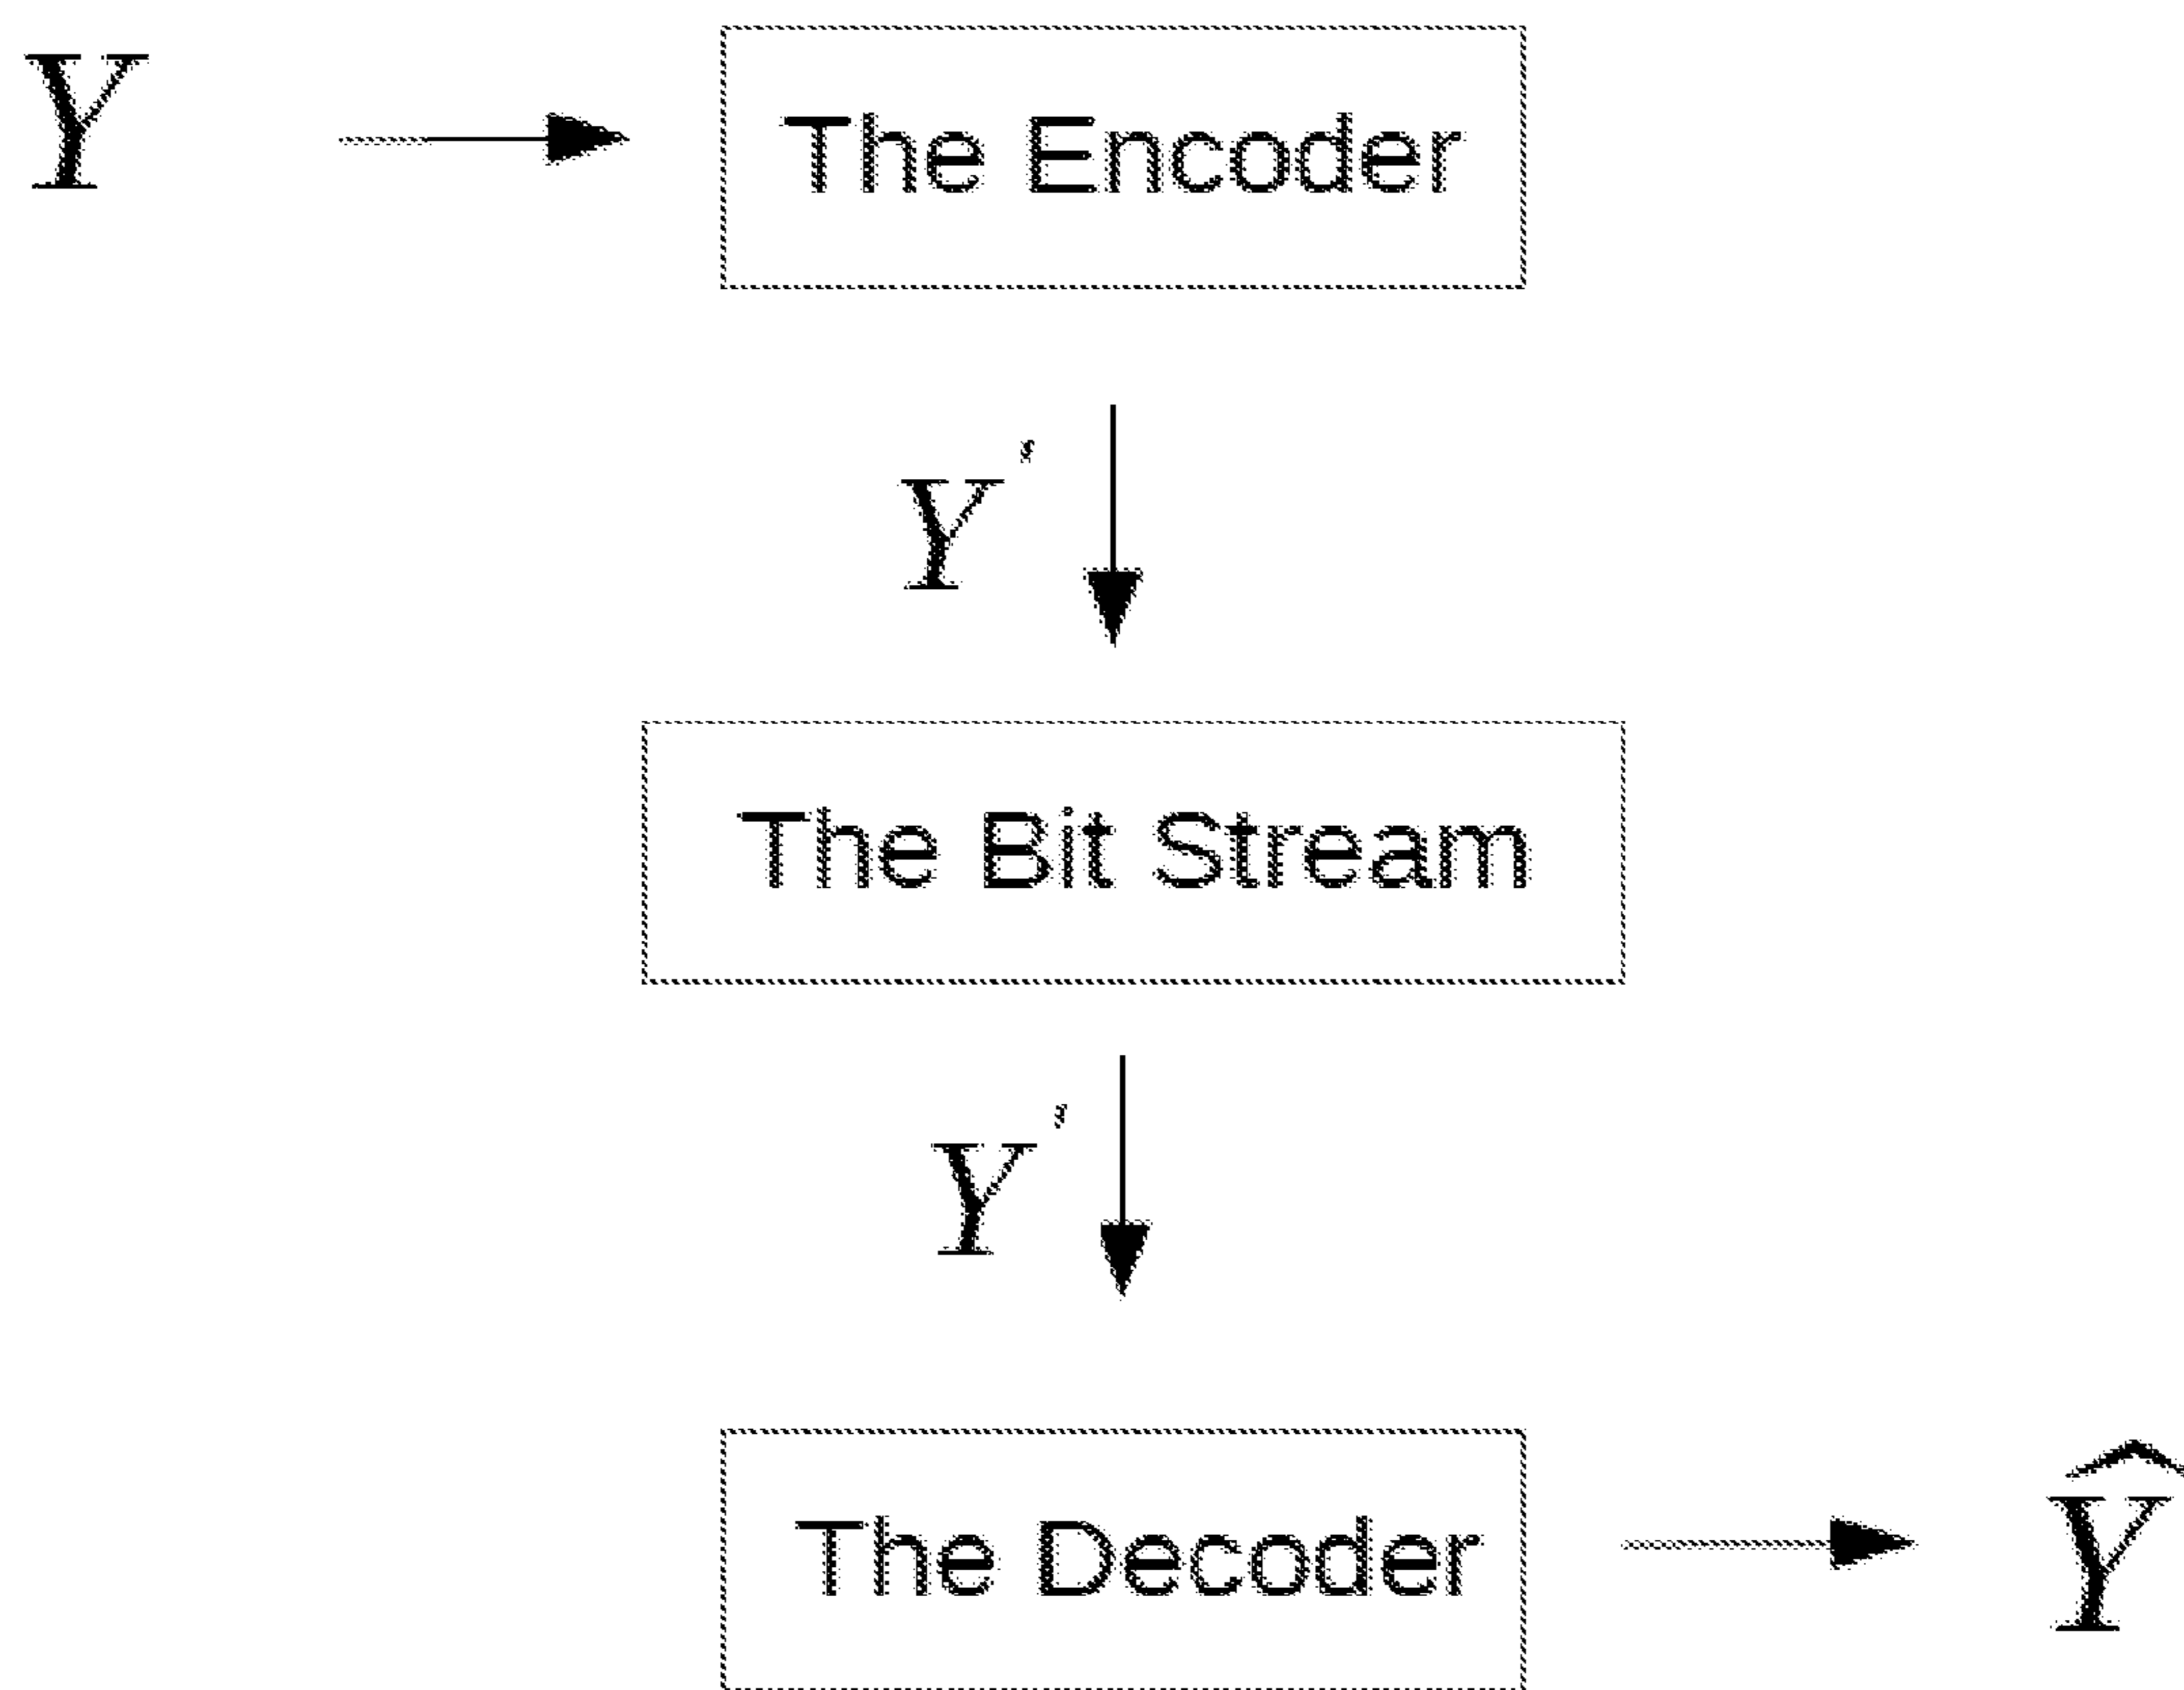 Y
The Encoder
Y'
The Bit Stream
Y'
The Decoder
Ŷ